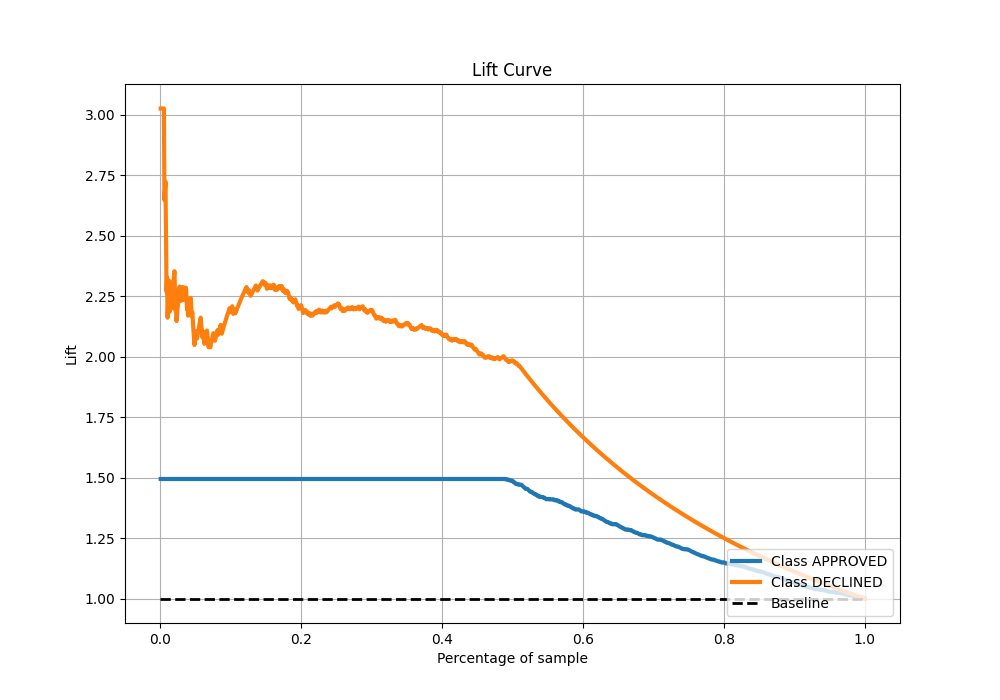 Lift Curve
3.00
2.75
2.50
2.25
2.00
1.75
1.50
1.25
1.00
Lift
0.0 0.2 0.4 0.6 0.8 1.0
Percentage of sample
Class APPROVED
Class DECLINED
Baseline